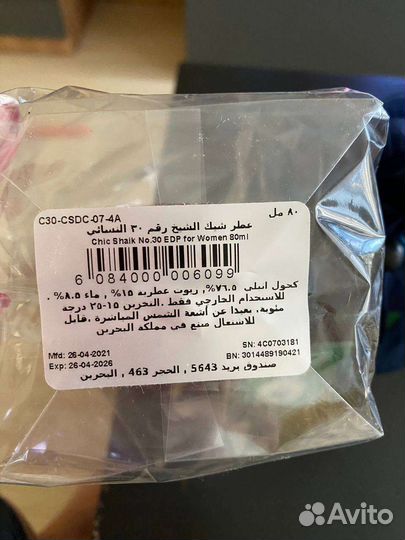 C30-CSDC-07-4A ٨٠ مل
عطر شيك الشيخ رقم ٣٠ النسائي
Chic Shaik No.30 EDP for Women 80ml
6 084000 006099
كحول اثيلي ٧٦.٥%, زيوت عطرية ١٥%, ماء ٨.٥% .
للاستخدام الخارجي فقط .التخزين ١٥-٢٥ درجة
مئوية, بعيدا عن أشعة الشمس المباشرة .قابل
للاشتعال صنع في مملكة البحرين
SN: 4C0703181
Mfd: 26-04-2021
BN: 3014489190421
Exp: 26-04-2026
صندوق بريد 5643 , الحجر 463 , البحرين
Avito